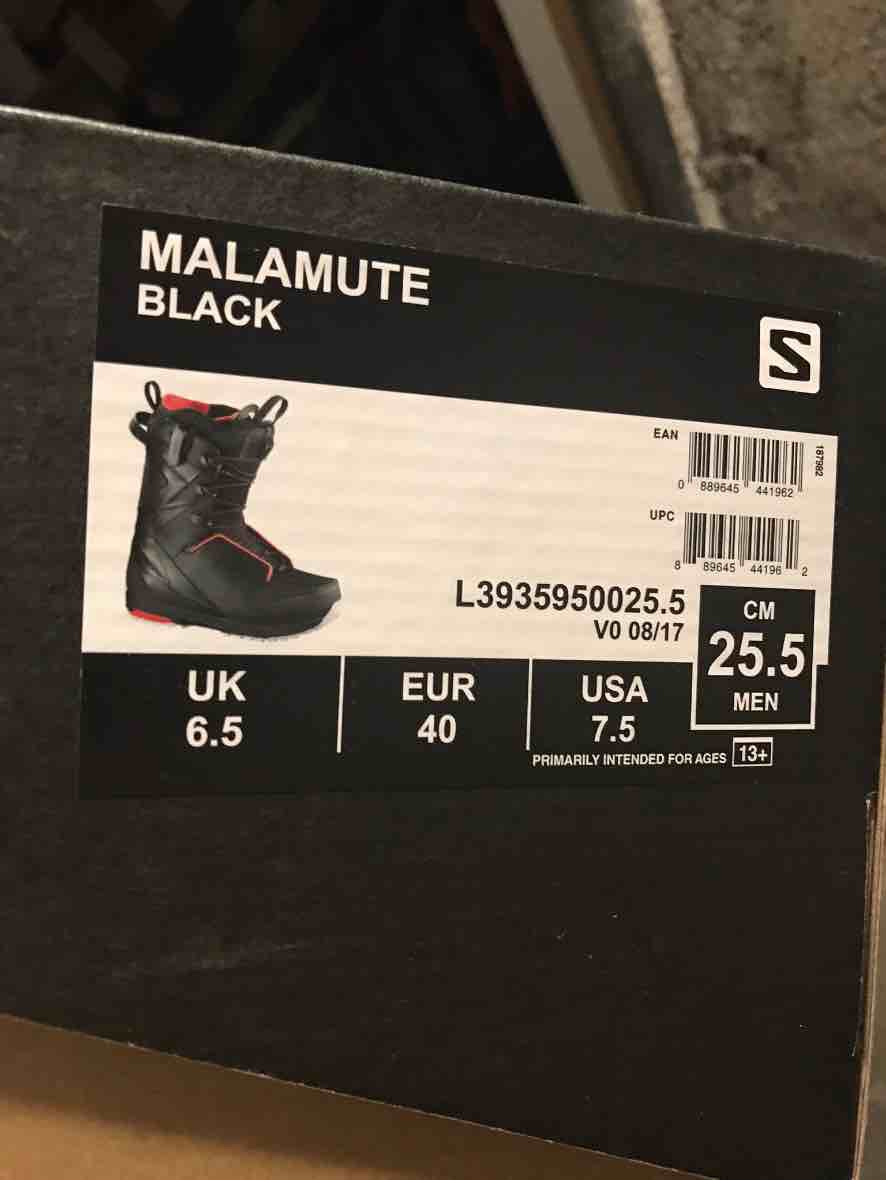 MALAMUTE
BLACK
S
EAN
0 889645 441962
187982
UPC
8 89645 44196 2
L3935950025.5
V0 08/17
CM
25.5
MEN
UK
6.5
EUR
40
USA
7.5
PRIMARILY INTENDED FOR AGES 13+